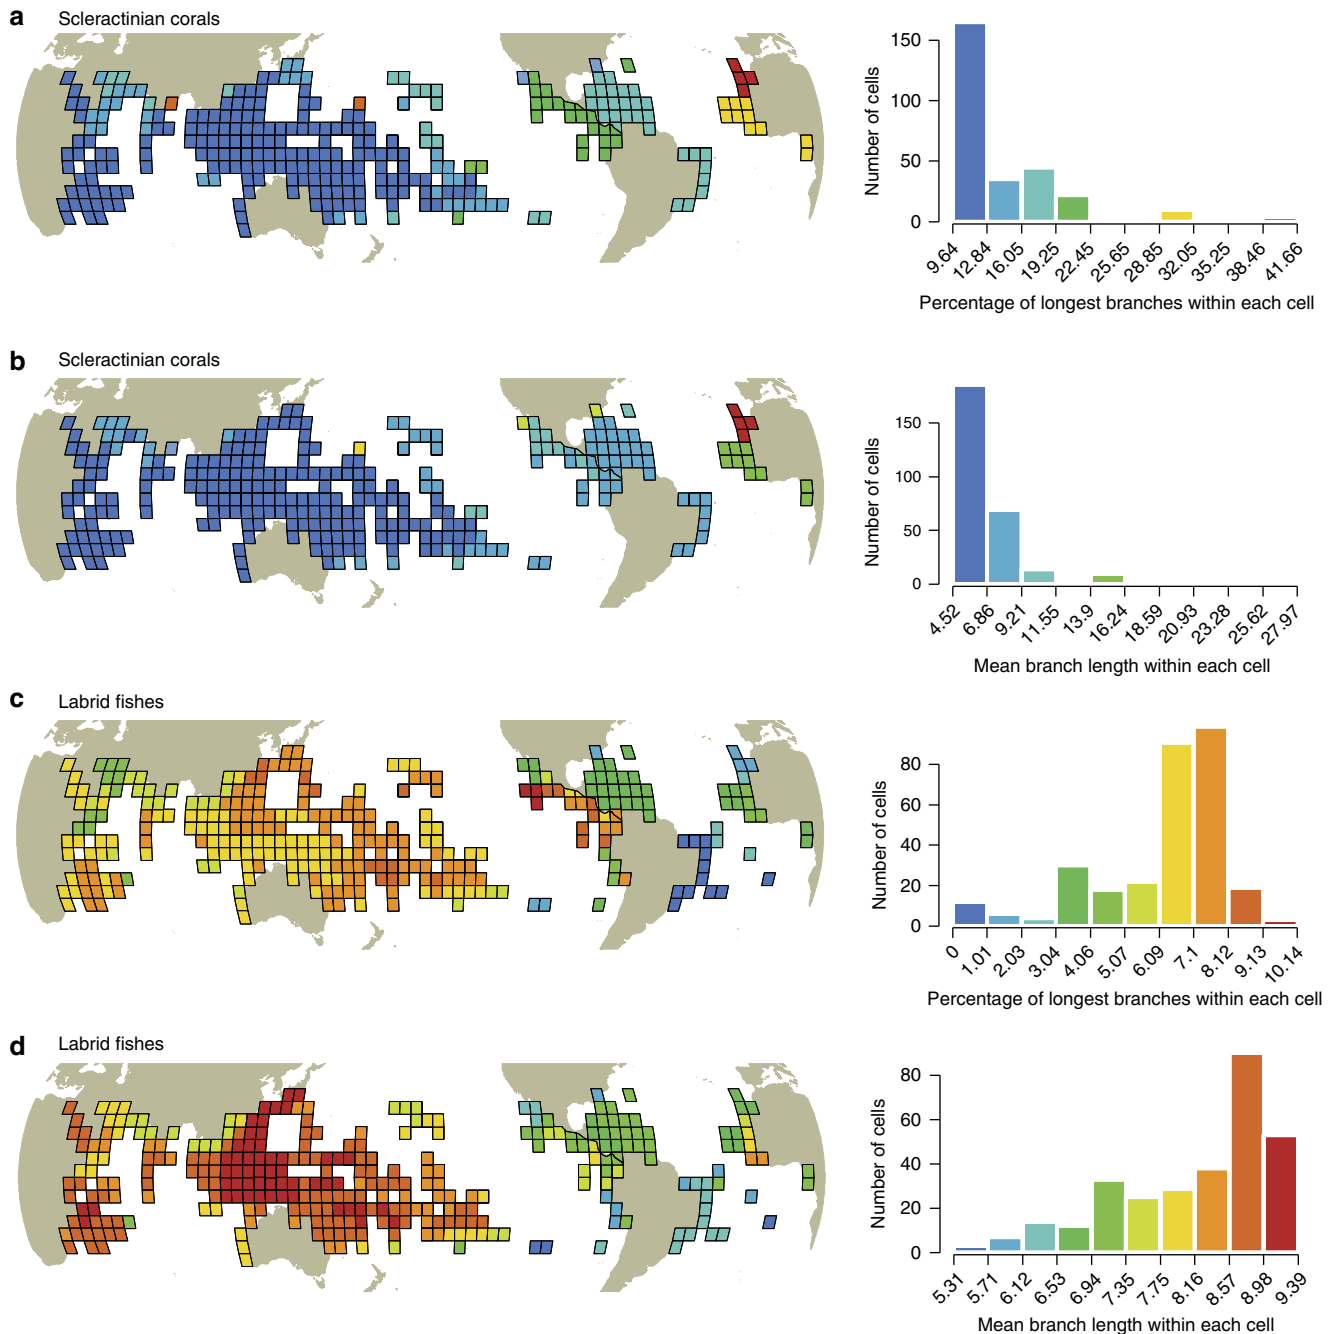 a Scleractinian corals
Number of cells
150
100
50
0
9.64 12.84 16.05 19.25 22.45 25.65 28.85 32.05 35.25 38.46 41.66
Percentage of longest branches within each cell
b Scleractinian corals
Number of cells
150
100
50
0
4.52 6.86 9.21 11.55 13.9 16.24 18.59 20.93 23.28 25.62 27.97
Mean branch length within each cell
c Labrid fishes
Number of cells
80
60
40
20
0
0 1.01 2.03 3.04 4.06 5.07 6.09 7.1 8.12 9.13 10.14
Percentage of longest branches within each cell
d Labrid fishes
Number of cells
80
60
40
20
0
5.31 5.71 6.12 6.53 6.94 7.35 7.75 8.16 8.57 8.98 9.39
Mean branch length within each cell